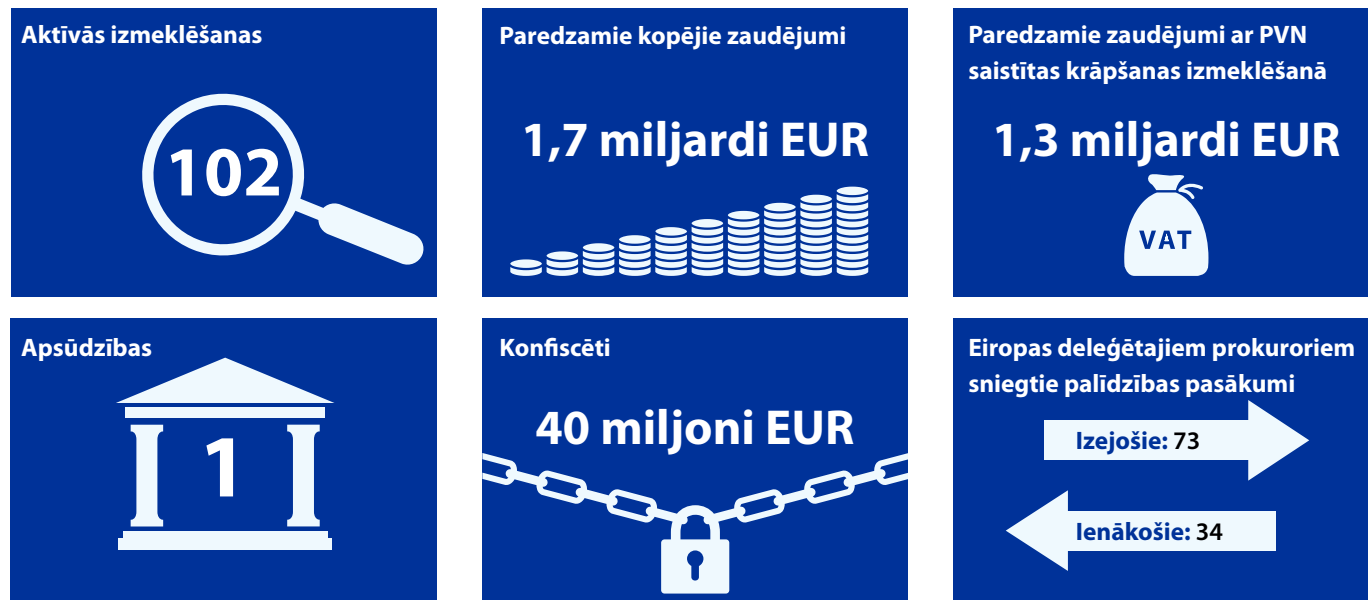 Aktīvās izmeklēšanas
102
Paredzamie kopējie zaudējumi
1,7 miljardi EUR
Paredzamie zaudējumi ar PVN
saistītas krāpšanas izmeklēšanā
1,3 miljardi EUR
VAT
Apsūdzības
1
Konfiscēti
40 miljoni EUR
Eiropas deleģētajiem prokuroriem
sniegtie palīdzības pasākumi
Izejošie: 73
Ienākošie: 34